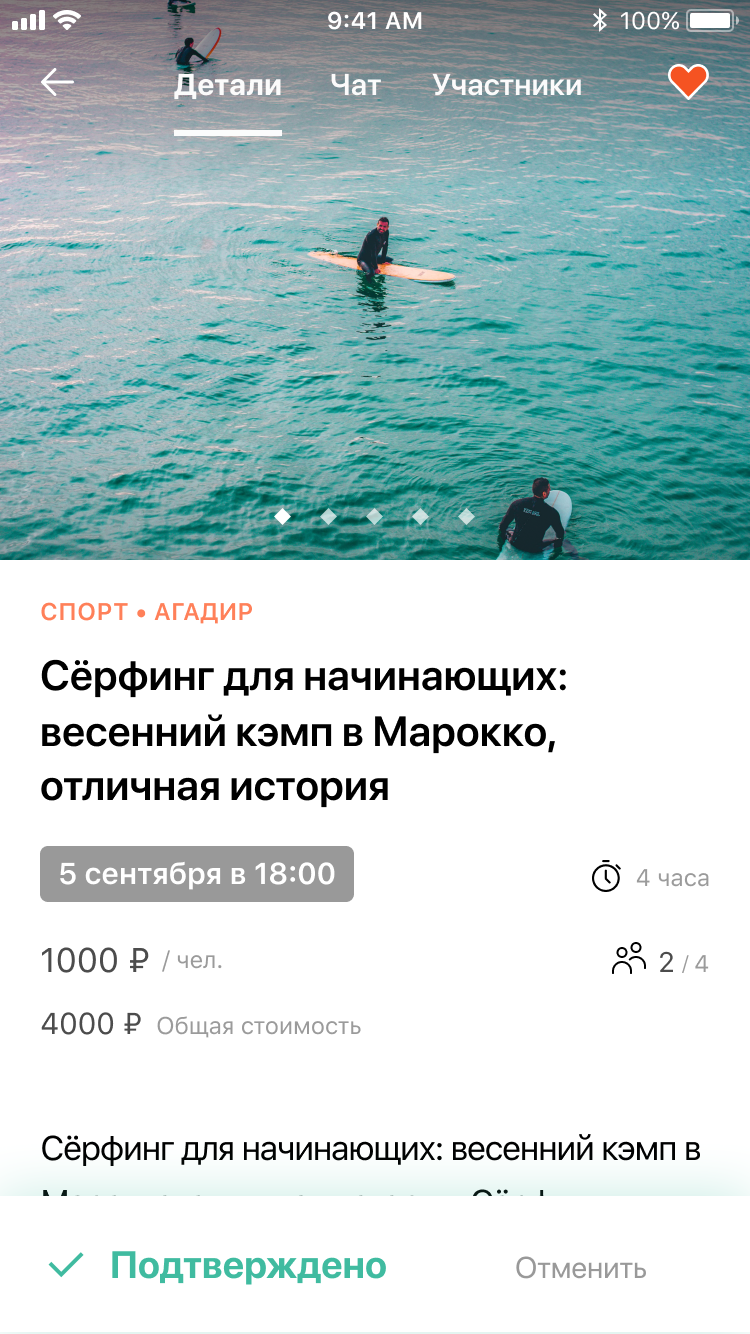 9:41 AM
100%
Детали Чат Участники
СПОРТ • АГАДИР
Сёрфинг для начинающих:
весенний кэмп в Марокко,
отличная история
5 сентября в 18:00
4 часа
1000 ₽ / чел.
2 / 4
4000 ₽ Общая стоимость
Сёрфинг для начинающих: весенний кэмп в
Подтверждено
Отменить